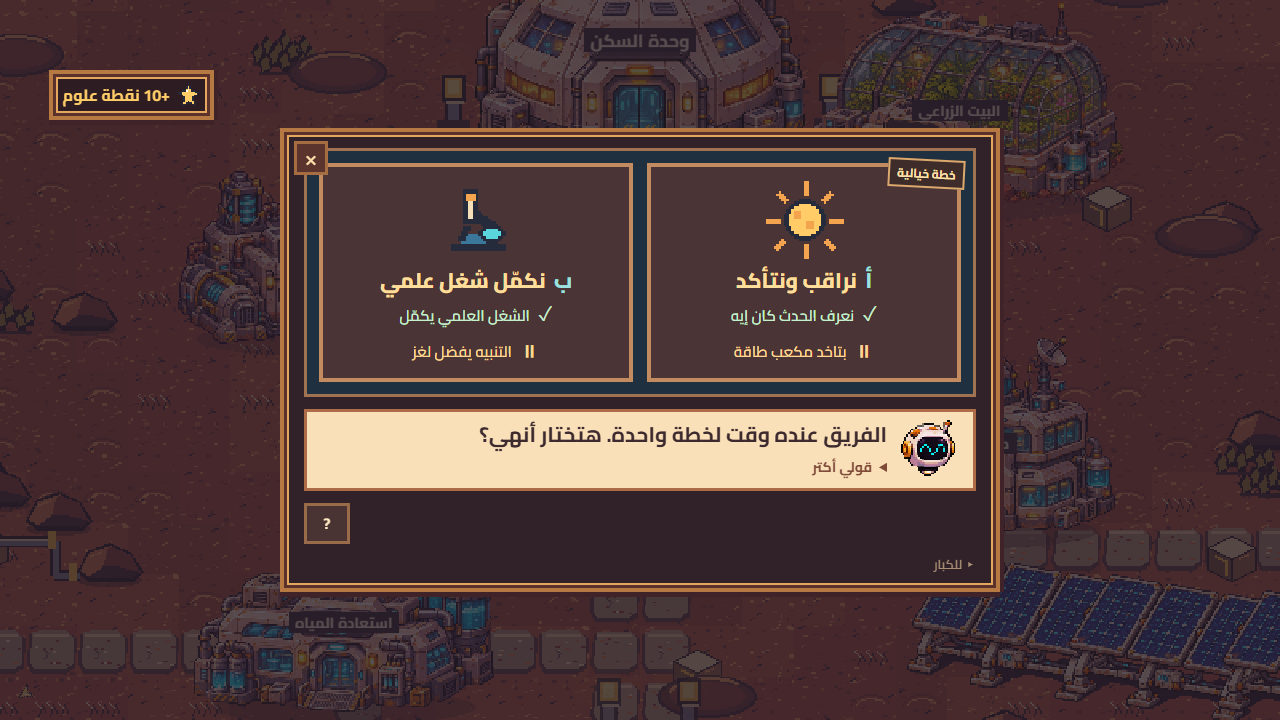 وحدة السكن
+10 نقطة علوم
البيت الزراعي
×
خطة خيالية
أ نراقب ونتأكد
✓ نعرف الحدث كان إيه
بتاخد مكعب طاقة
ب نكمّل شغل علمي
✓ الشغل العلمي يكمّل
التنبيه يفضل لغز
الفريق عنده وقت لخطة واحدة. هتختار أنهي؟
◂ قولي أكتر
?
‣ للكبار
استعادة المياه